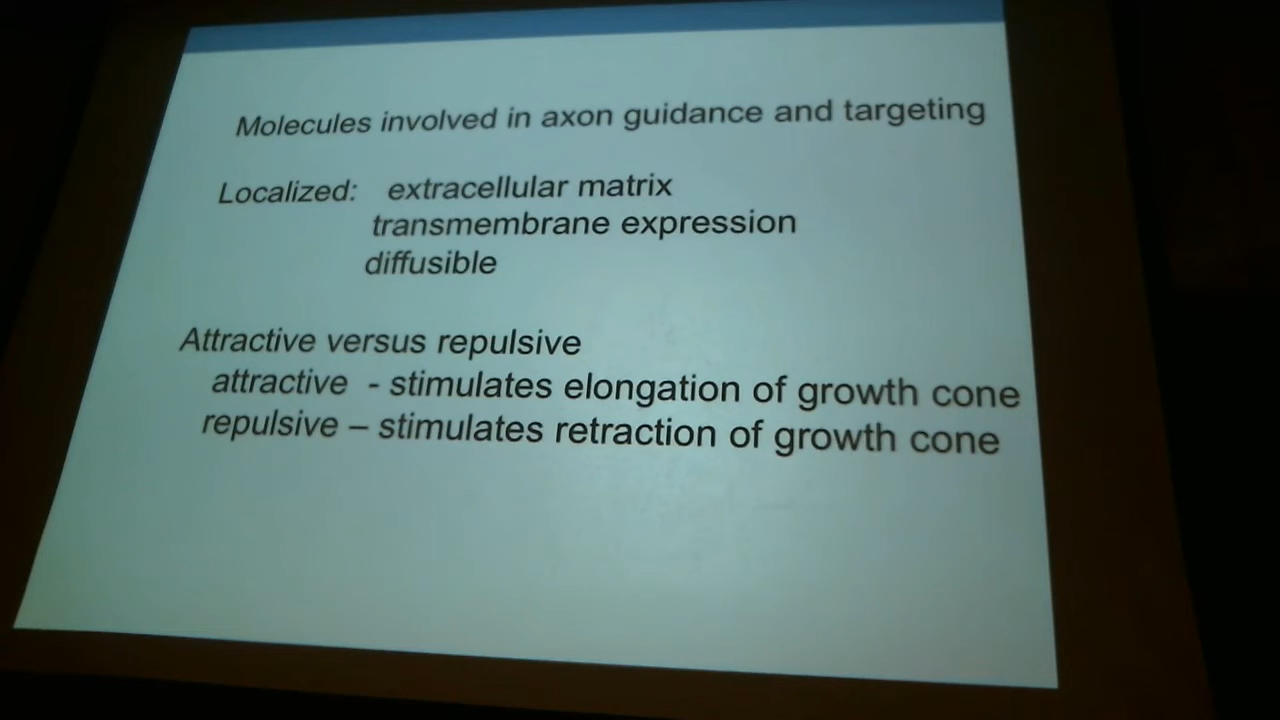 Molecules involved in axon guidance and targeting
Localized: extracellular matrix
transmembrane expression
diffusible
Attractive versus repulsive
attractive - stimulates elongation of growth cone
repulsive – stimulates retraction of growth cone